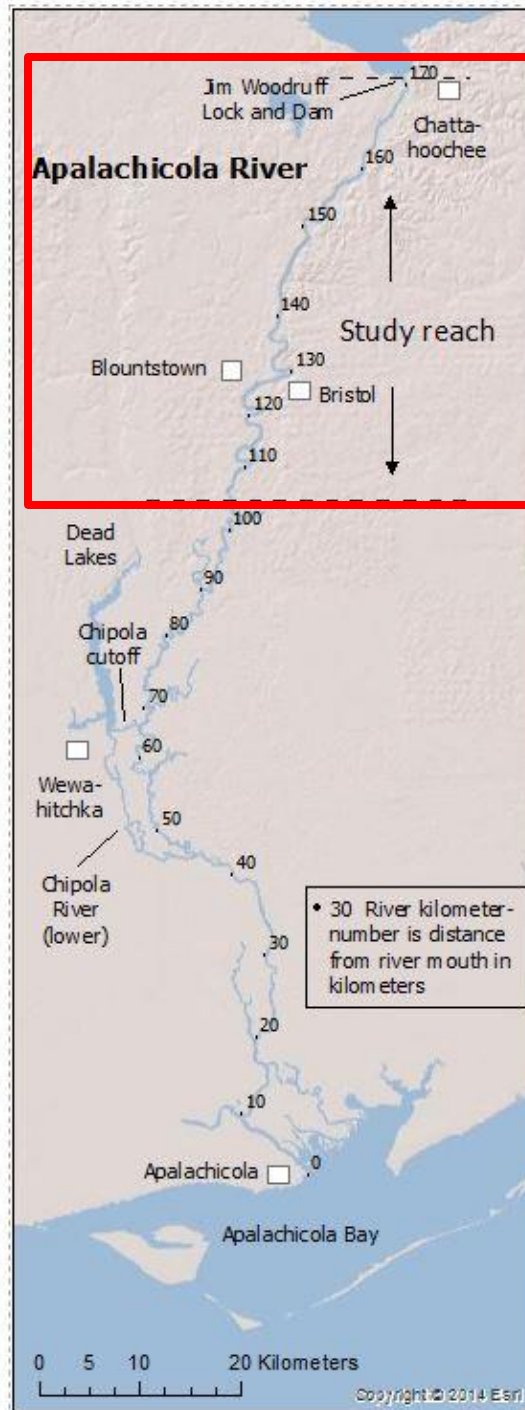 170
Jim Woodruff
Lock and Dam
Chatta-
hoochee
160
Apalachicola River
150
140
Study reach
130
Blountstown
Bristol
120
110
100
Dead
Lakes
90
80
Chipola
cutoff
70
60
Wewa-
hitchka
50
40
Chipola
River
(lower)
• 30 River kilometer-
number is distance
from river mouth in
kilometers
30
20
10
0
Apalachicola
Apalachicola Bay
0 5 10 20 Kilometers
Copyright:© 2014 Esri